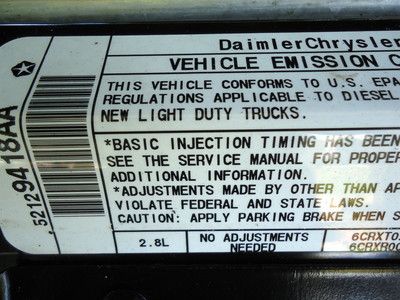 DaimlerChrysler
VEHICLE EMISSION C
THIS VEHICLE CONFORMS TO U.S. EPA
REGULATIONS APPLICABLE TO DIESEL
NEW LIGHT DUTY TRUCKS.
*BASIC INJECTION TIMING HAS BEEN
SEE THE SERVICE MANUAL FOR PROPER
ADDITIONAL INFORMATION.
*ADJUSTMENTS MADE BY OTHER THAN AP
VIOLATE FEDERAL AND STATE LAWS.
CAUTION: APPLY PARKING BRAKE WHEN S
2.8L
NO ADJUSTMENTS
NEEDED
6CRXT0
6CRXR00
52129418AA